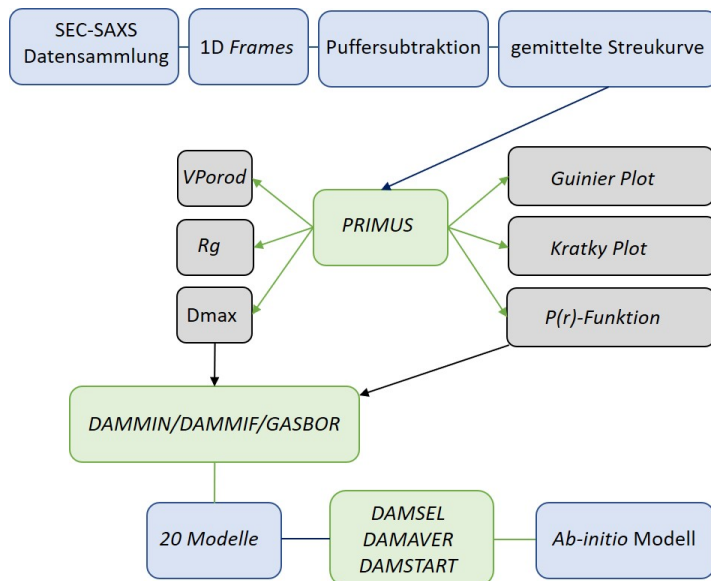 SEC-SAXS
Datensammlung
1D Frames
Puffersubtraktion
gemittelte Streukurve
VPorod
Rg
Dmax
PRIMUS
Guinier Plot
Kratky Plot
P(r)-Funktion
DAMMIN/DAMMIF/GASBOR
20 Modelle
DAMSEL
DAMAVER
DAMSTART
Ab-initio Modell